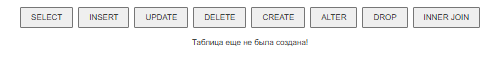 SELECT INSERT UPDATE DELETE CREATE ALTER DROP INNER JOIN
Таблица еще не была создана!